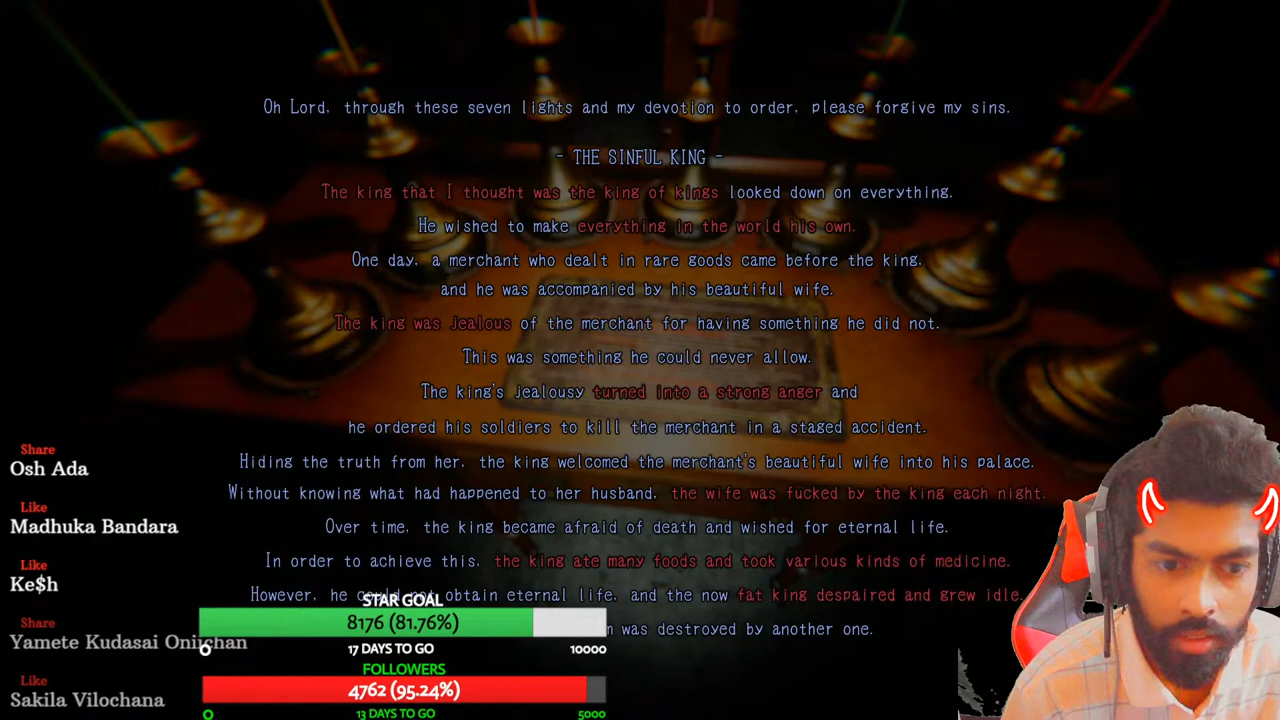 Oh Lord, through these seven lights and my devotion to order, please forgive my sins.
- THE SINFUL KING -
The king that I thought was the king of kings looked down on everything.
He wished to make everything in the world his own.
One day, a merchant who dealt in rare goods came before the king,
and he was accompanied by his beautiful wife.
The king was jealous of the merchant for having something he did not.
This was something he could never allow.
The king's jealousy turned into a strong anger and
he ordered his soldiers to kill the merchant in a staged accident.
Hiding the truth from her, the king welcomed the merchant's beautiful wife into his palace.
Without knowing what had happened to her husband, the wife was fucked by the king each night.
Over time, the king became afraid of death and wished for eternal life.
In order to achieve this, the king ate many foods and took various kinds of medicine.
However, he could not obtain eternal life, and the now fat king despaired and grew idle.
was destroyed by another one.
Share
Osh Ada
Like
Madhuka Bandara
Like
Ke$h
Share
Yamete Kudasai Oniichan
Like
Sakila Vilochana
STAR GOAL
8176 (81.76%)
0 17 DAYS TO GO 10000
FOLLOWERS
4762 (95.24%)
0 13 DAYS TO GO 5000